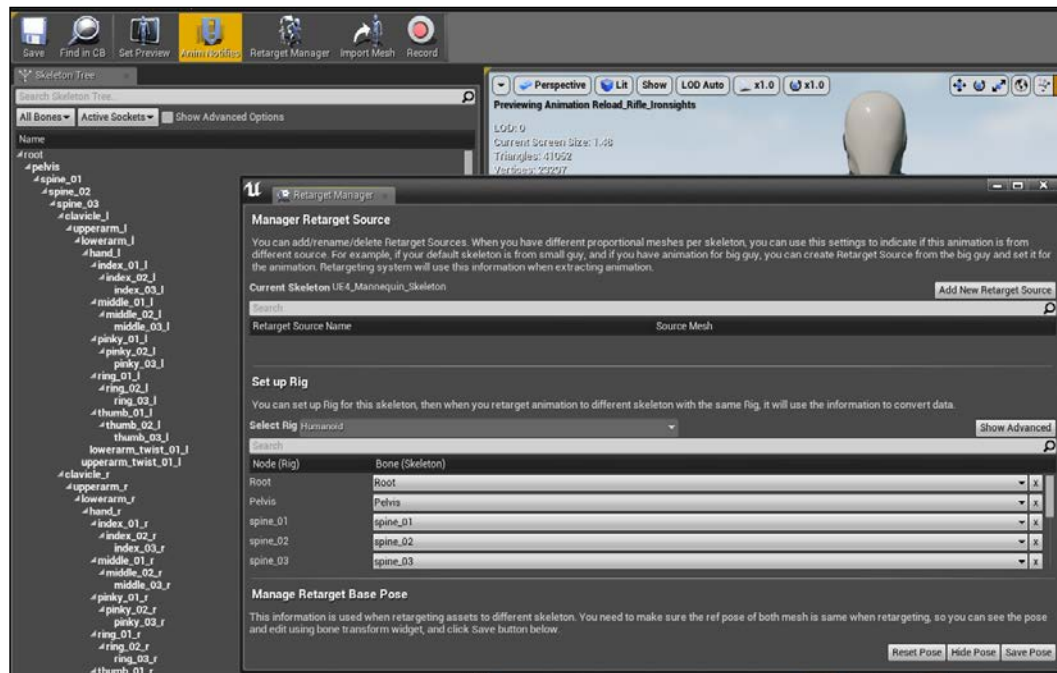 Save Find in CB Set Preview Anim Notifies Retarget Manager Import Mesh Record
Skeleton Tree
Search Skeleton Tree...
All Bones Active Sockets Show Advanced Options
Name
root
pelvis
spine_01
spine_02
spine_03
clavicle_l
upperarm_l
lowerarm_l
hand_l
index_01_l
index_02_l
index_03_l
middle_01_l
middle_02_l
middle_03_l
pinky_01_l
pinky_02_l
pinky_03_l
ring_01_l
ring_02_l
ring_03_l
thumb_01_l
thumb_02_l
thumb_03_l
lowerarm_twist_01_l
upperarm_twist_01_l
clavicle_r
upperarm_r
lowerarm_r
hand_r
index_01_r
index_02_r
index_03_r
middle_01_r
middle_02_r
middle_03_r
pinky_01_r
pinky_02_r
pinky_03_r
ring_01_r
ring_02_r
ring_03_r
thumb_01_r
Perspective Lit Show LOD Auto x1.0 x1.0
Previewing Animation Reload_Rifle_Ironsights
LOD: 0
Current Screen Size: 1.48
Triangles: 41052
Vertices: 23297
Retarget Manager
Manager Retarget Source
You can add/rename/delete Retarget Sources. When you have different proportional meshes per skeleton, you can use this settings to indicate if this animation is from
different source. For example, if your default skeleton is from small guy, and if you have animation for big guy, you can create Retarget Source from the big guy and set it for
the animation. Retargeting system will use this information when extracting animation.
Current Skeleton UE4_Mannequin_Skeleton
Add New Retarget Source
Search
Retarget Source Name Source Mesh
Set up Rig
You can set up Rig for this skeleton, then when you retarget animation to different skeleton with the same Rig, it will use the information to convert data.
Select Rig Humanoid Show Advanced
Search
Node (Rig) Bone (Skeleton)
Root Root x
Pelvis Pelvis x
spine_01 spine_01 x
spine_02 spine_02 x
spine_03 spine_03 x
Manage Retarget Base Pose
This information is used when retargeting assets to different skeleton. You need to make sure the ref pose of both mesh is same when retargeting, so you can see the pose
and edit using bone transform widget, and click Save button below.
Reset Pose Hide Pose Save Pose